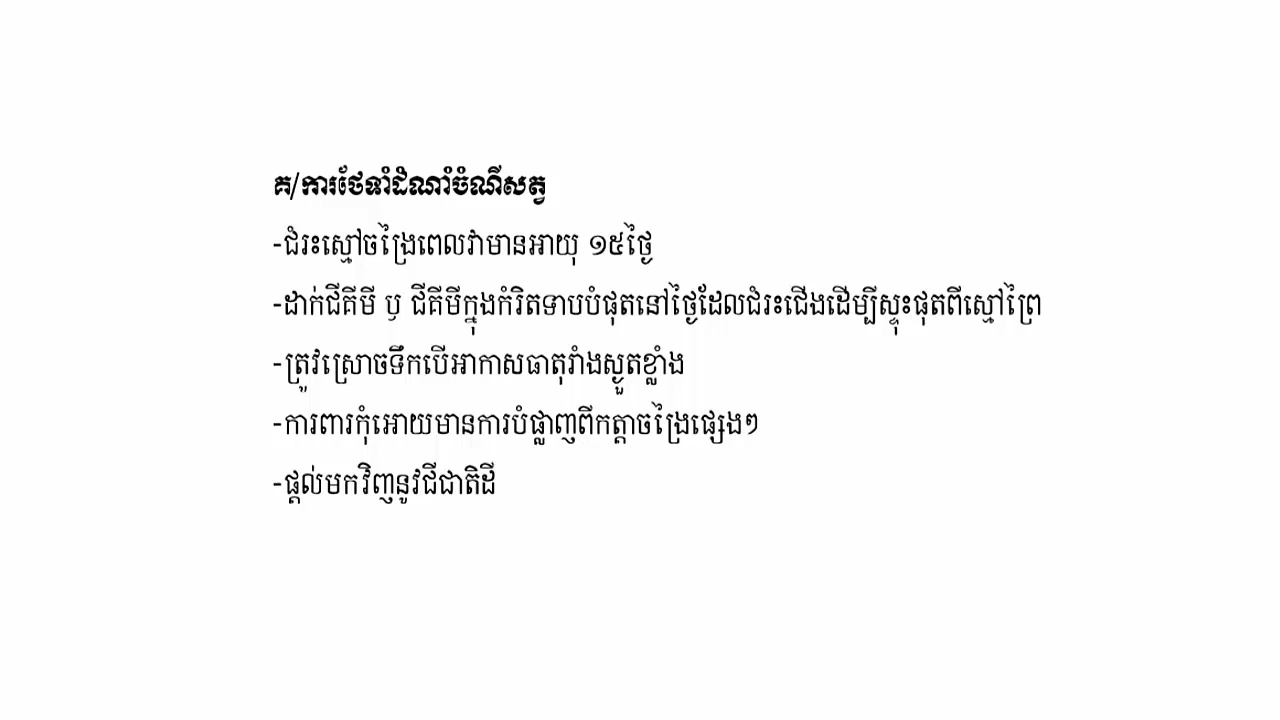 គ/ការថែទាំដំណាំចំណីសត្វ
-ជំរះស្មៅចង្រៃពេលវាមានអាយុ ១៥ថ្ងៃ
-ដាក់ជីគីមី ឫ ជីគីមីក្នុងកំរិតទាបបំផុតនៅថ្ងៃដែលជំរះជើងដើម្បីស្ទុះផុតពីស្មៅព្រៃ
-ត្រូវស្រោចទឹកបើអាកាសធាតុរាំងស្ងួតខ្លាំង
-ការពារកុំអោយមានការបំផ្លាញពីកត្តាចង្រៃផ្សេងៗ
-ផ្តល់មកវិញនូវជីជាតិដី